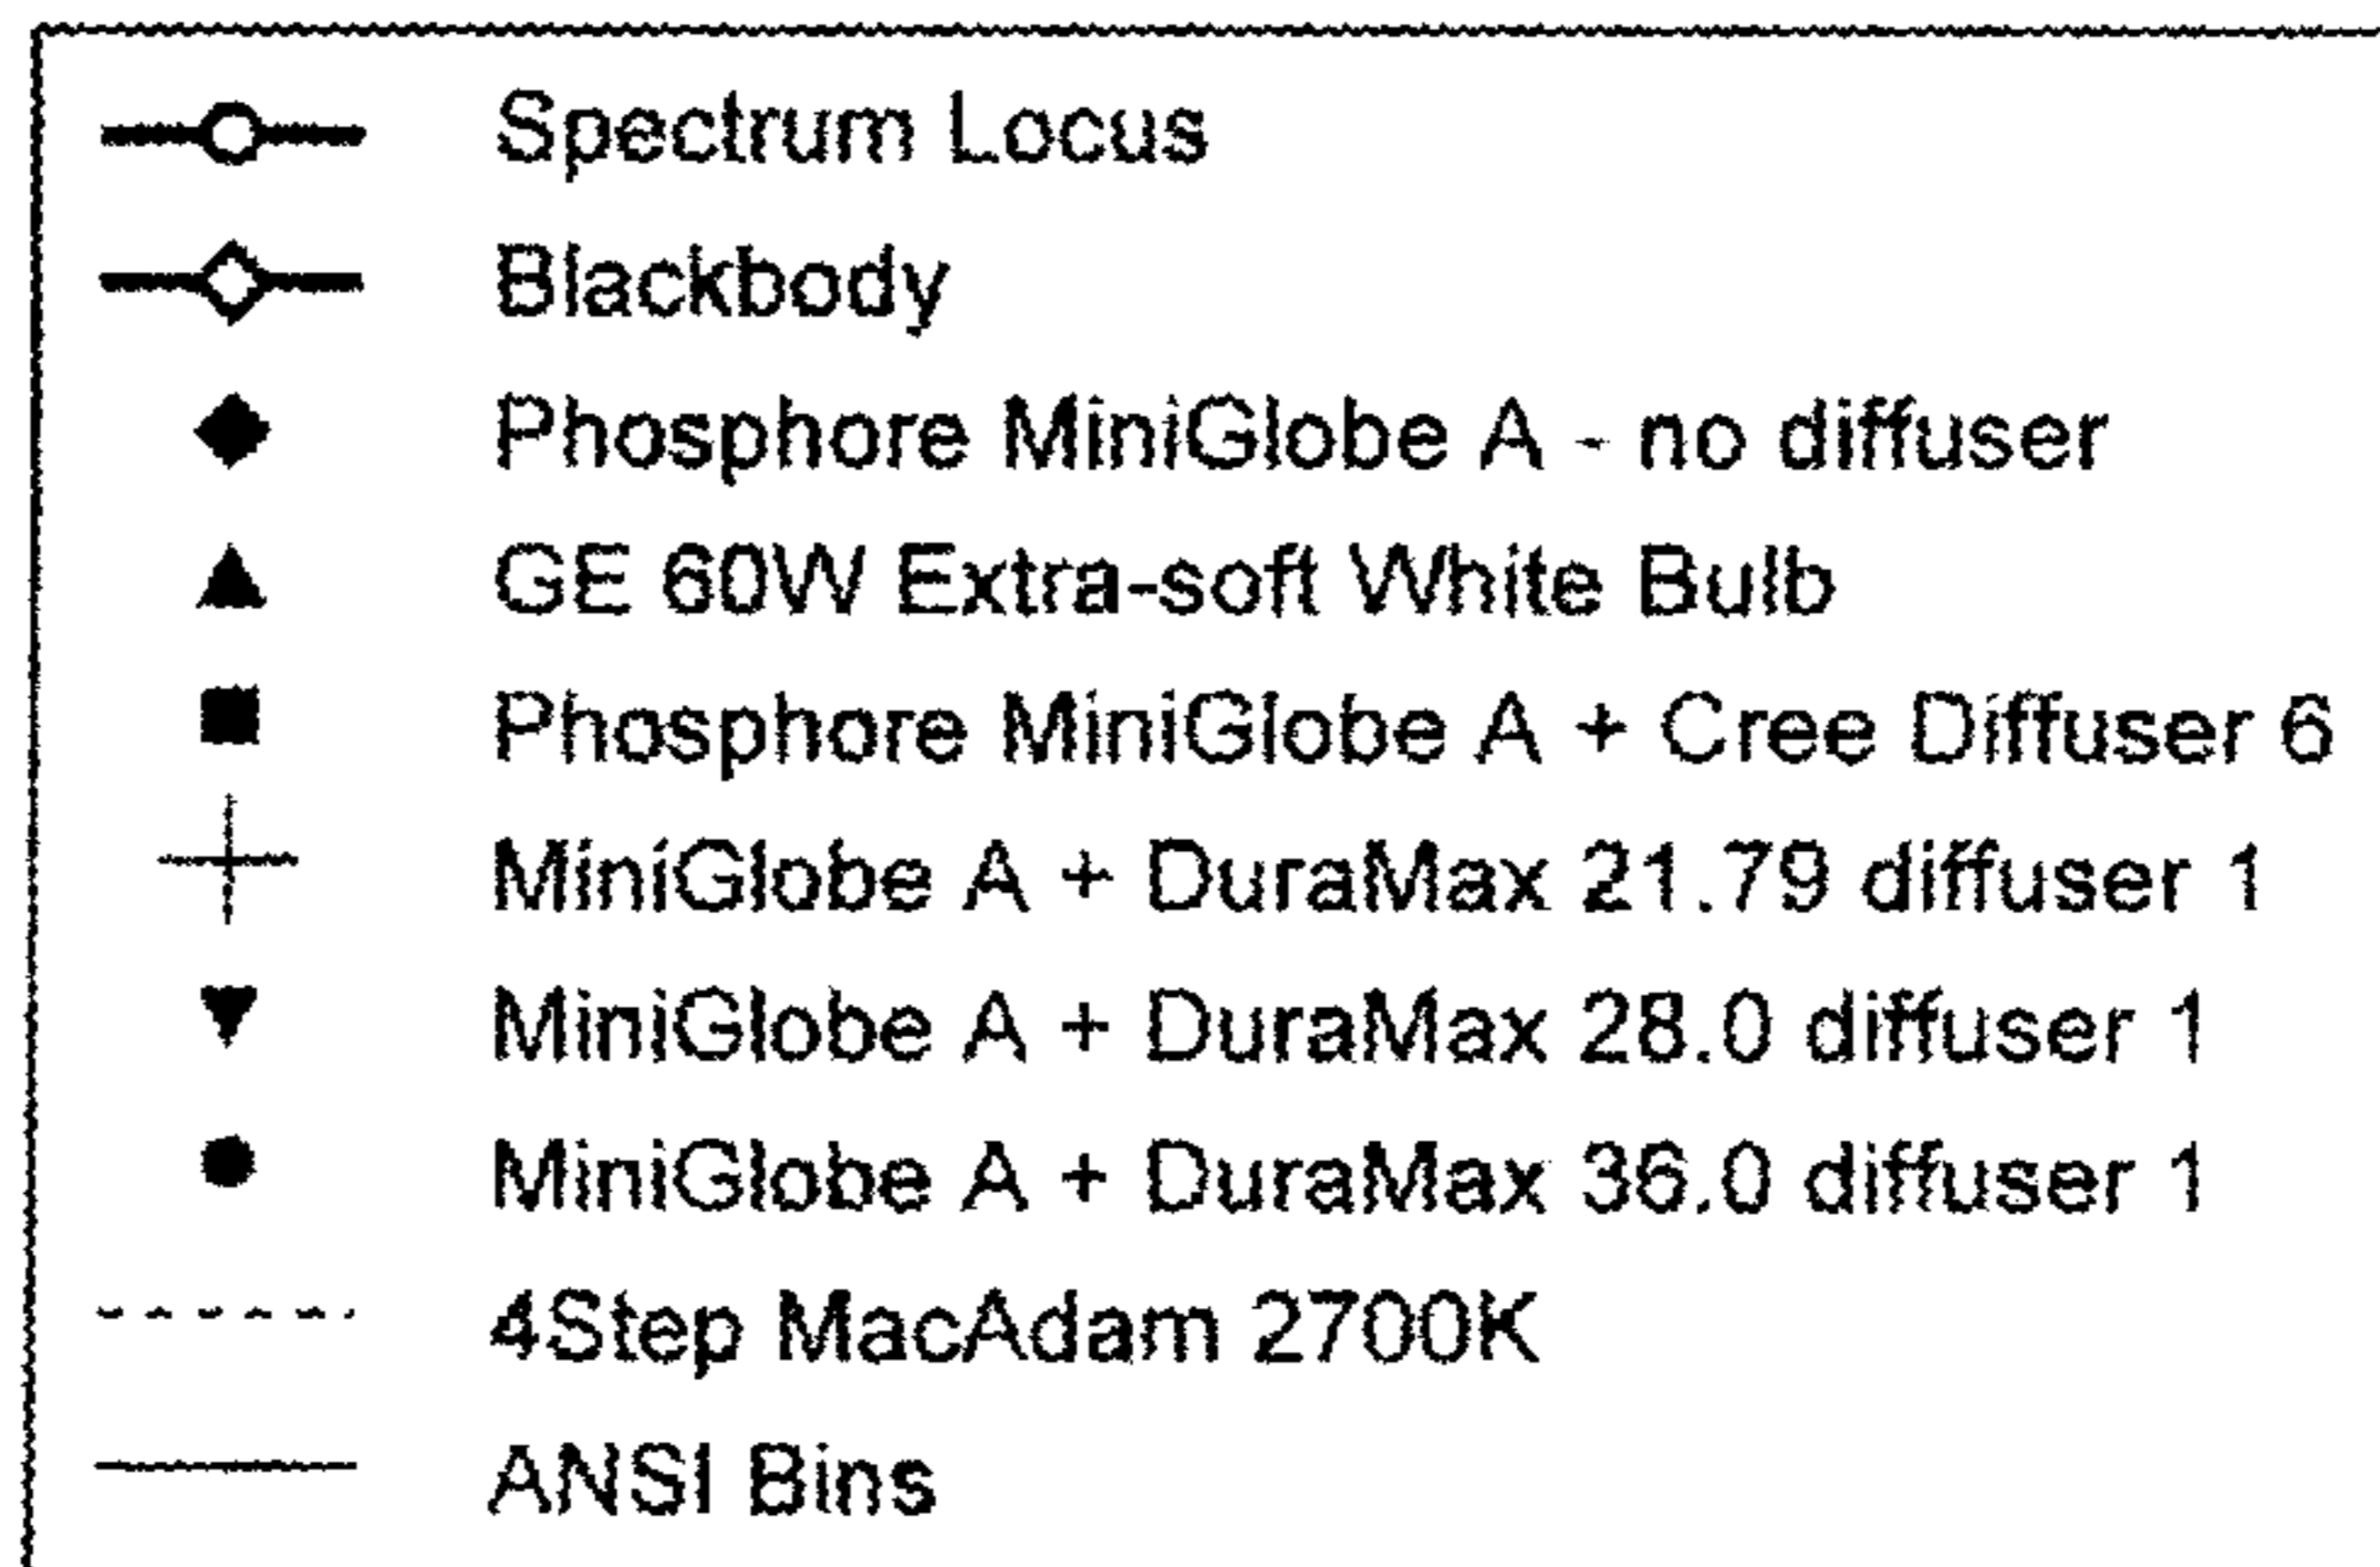 Spectrum Locus
Blackbody
Phosphore MiniGlobe A - no diffuser
GE 60W Extra-soft White Bulb
Phosphore MiniGlobe A + Cree Diffuser 6
MiniGlobe A + DuraMax 21.79 diffuser 1
MiniGlobe A + DuraMax 28.0 diffuser 1
MiniGlobe A + DuraMax 36.0 diffuser 1
4Step MacAdam 2700K
ANSI Bins